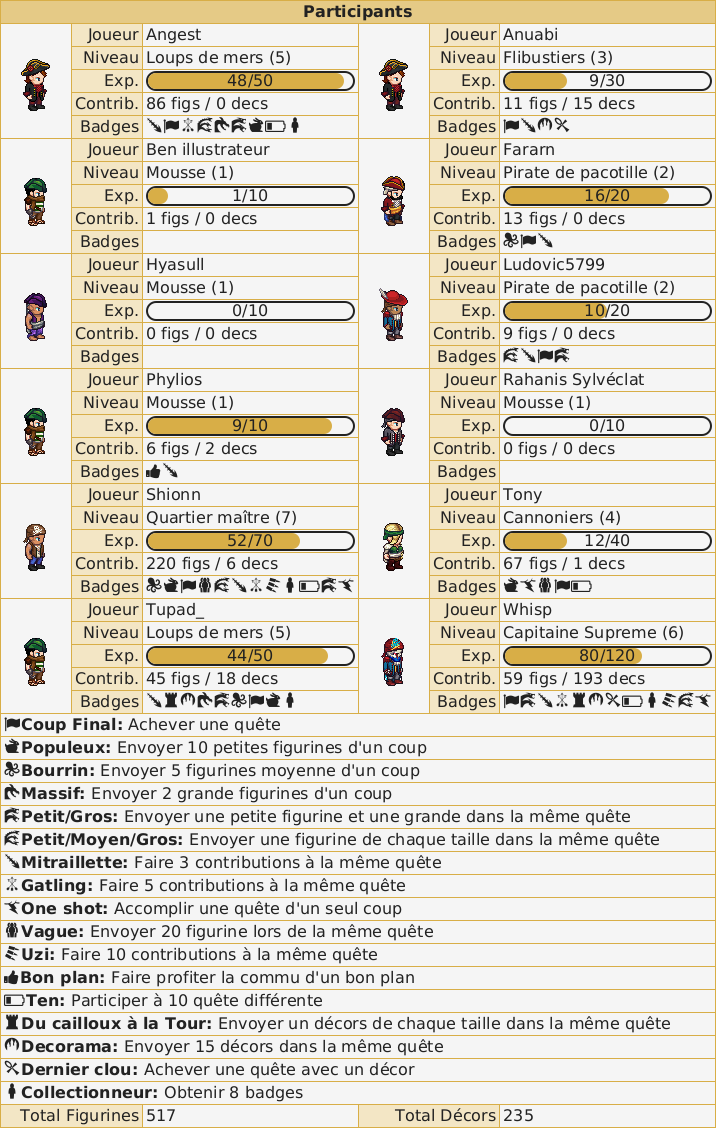 Participants
Joueur Angest
Niveau Loups de mers (5)
Exp. 48/50
Contrib. 86 figs / 0 decs
Badges
Joueur Anuabi
Niveau Flibustiers (3)
Exp. 9/30
Contrib. 11 figs / 15 decs
Badges
Joueur Ben illustrateur
Niveau Mousse (1)
Exp. 1/10
Contrib. 1 figs / 0 decs
Badges
Joueur Fararn
Niveau Pirate de pacotille (2)
Exp. 16/20
Contrib. 13 figs / 0 decs
Badges
Joueur Hyasull
Niveau Mousse (1)
Exp. 0/10
Contrib. 0 figs / 0 decs
Badges
Joueur Ludovic5799
Niveau Pirate de pacotille (2)
Exp. 10/20
Contrib. 9 figs / 0 decs
Badges
Joueur Phylios
Niveau Mousse (1)
Exp. 9/10
Contrib. 6 figs / 2 decs
Badges
Joueur Rahanis Sylvéclat
Niveau Mousse (1)
Exp. 0/10
Contrib. 0 figs / 0 decs
Badges
Joueur Shionn
Niveau Quartier maître (7)
Exp. 52/70
Contrib. 220 figs / 6 decs
Badges
Joueur Tony
Niveau Cannoniers (4)
Exp. 12/40
Contrib. 67 figs / 1 decs
Badges
Joueur Tupad_
Niveau Loups de mers (5)
Exp. 44/50
Contrib. 45 figs / 18 decs
Badges
Joueur Whisp
Niveau Capitaine Supreme (6)
Exp. 80/120
Contrib. 59 figs / 193 decs
Badges
Coup Final: Achever une quête
Populeux: Envoyer 10 petites figurines d'un coup
Bourrin: Envoyer 5 figurines moyenne d'un coup
Massif: Envoyer 2 grande figurines d'un coup
Petit/Gros: Envoyer une petite figurine et une grande dans la même quête
Petit/Moyen/Gros: Envoyer une figurine de chaque taille dans la même quête
Mitraillette: Faire 3 contributions à la même quête
Gatling: Faire 5 contributions à la même quête
One shot: Accomplir une quête d'un seul coup
Vague: Envoyer 20 figurine lors de la même quête
Uzi: Faire 10 contributions à la même quête
Bon plan: Faire profiter la commu d'un bon plan
Ten: Participer à 10 quête différente
Du cailloux à la Tour: Envoyer un décors de chaque taille dans la même quête
Decorama: Envoyer 15 décors dans la même quête
Dernier clou: Achever une quête avec un décor
Collectionneur: Obtenir 8 badges
Total Figurines 517
Total Décors 235